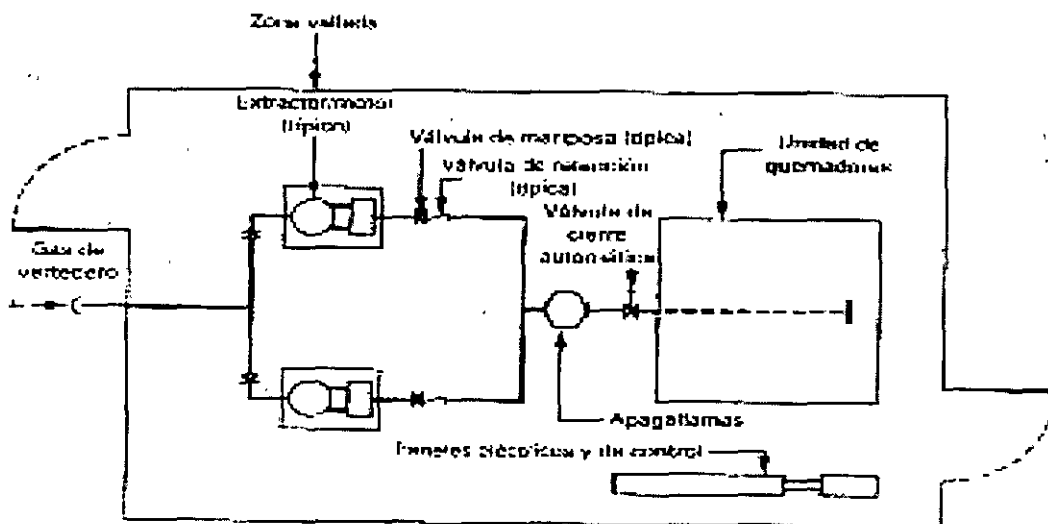 Zona vallada
Extractor/motor
(típico)
Válvula de mariposa (típica)
Válvula de retención
(típica)
Unidad de
quemadores
Válvula de
cierre
automática
Gas de
vertedero
Apagallamas
Paneles eléctricos y de control